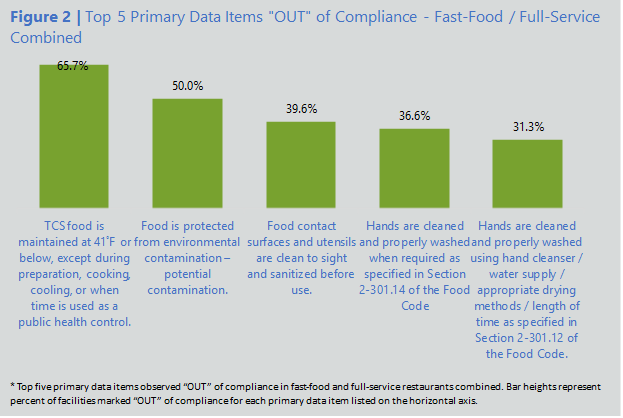 Figure 2 | Top 5 Primary Data Items "OUT" of Compliance - Fast-Food / Full-Service
Combined
65.7%
50.0%
39.6%
36.6%
31.3%
TCS food is
maintained at 41°F or
below, except during
preparation, cooking,
cooling, or when
time is used as a
public health control.
Food is protected
from environmental
contamination –
potential
contamination.
Food contact
surfaces and utensils
are clean to sight
and sanitized before
use.
Hands are cleaned
and properly washed
when required as
specified in Section
2-301.14 of the Food
Code
Hands are cleaned
and properly washed
using hand cleanser /
water supply /
appropriate drying
methods / length of
time as specified in
Section 2-301.12 of
the Food Code.
* Top five primary data items observed “OUT” of compliance in fast-food and full-service restaurants combined. Bar heights represent
percent of facilities marked “OUT” of compliance for each primary data item listed on the horizontal axis.